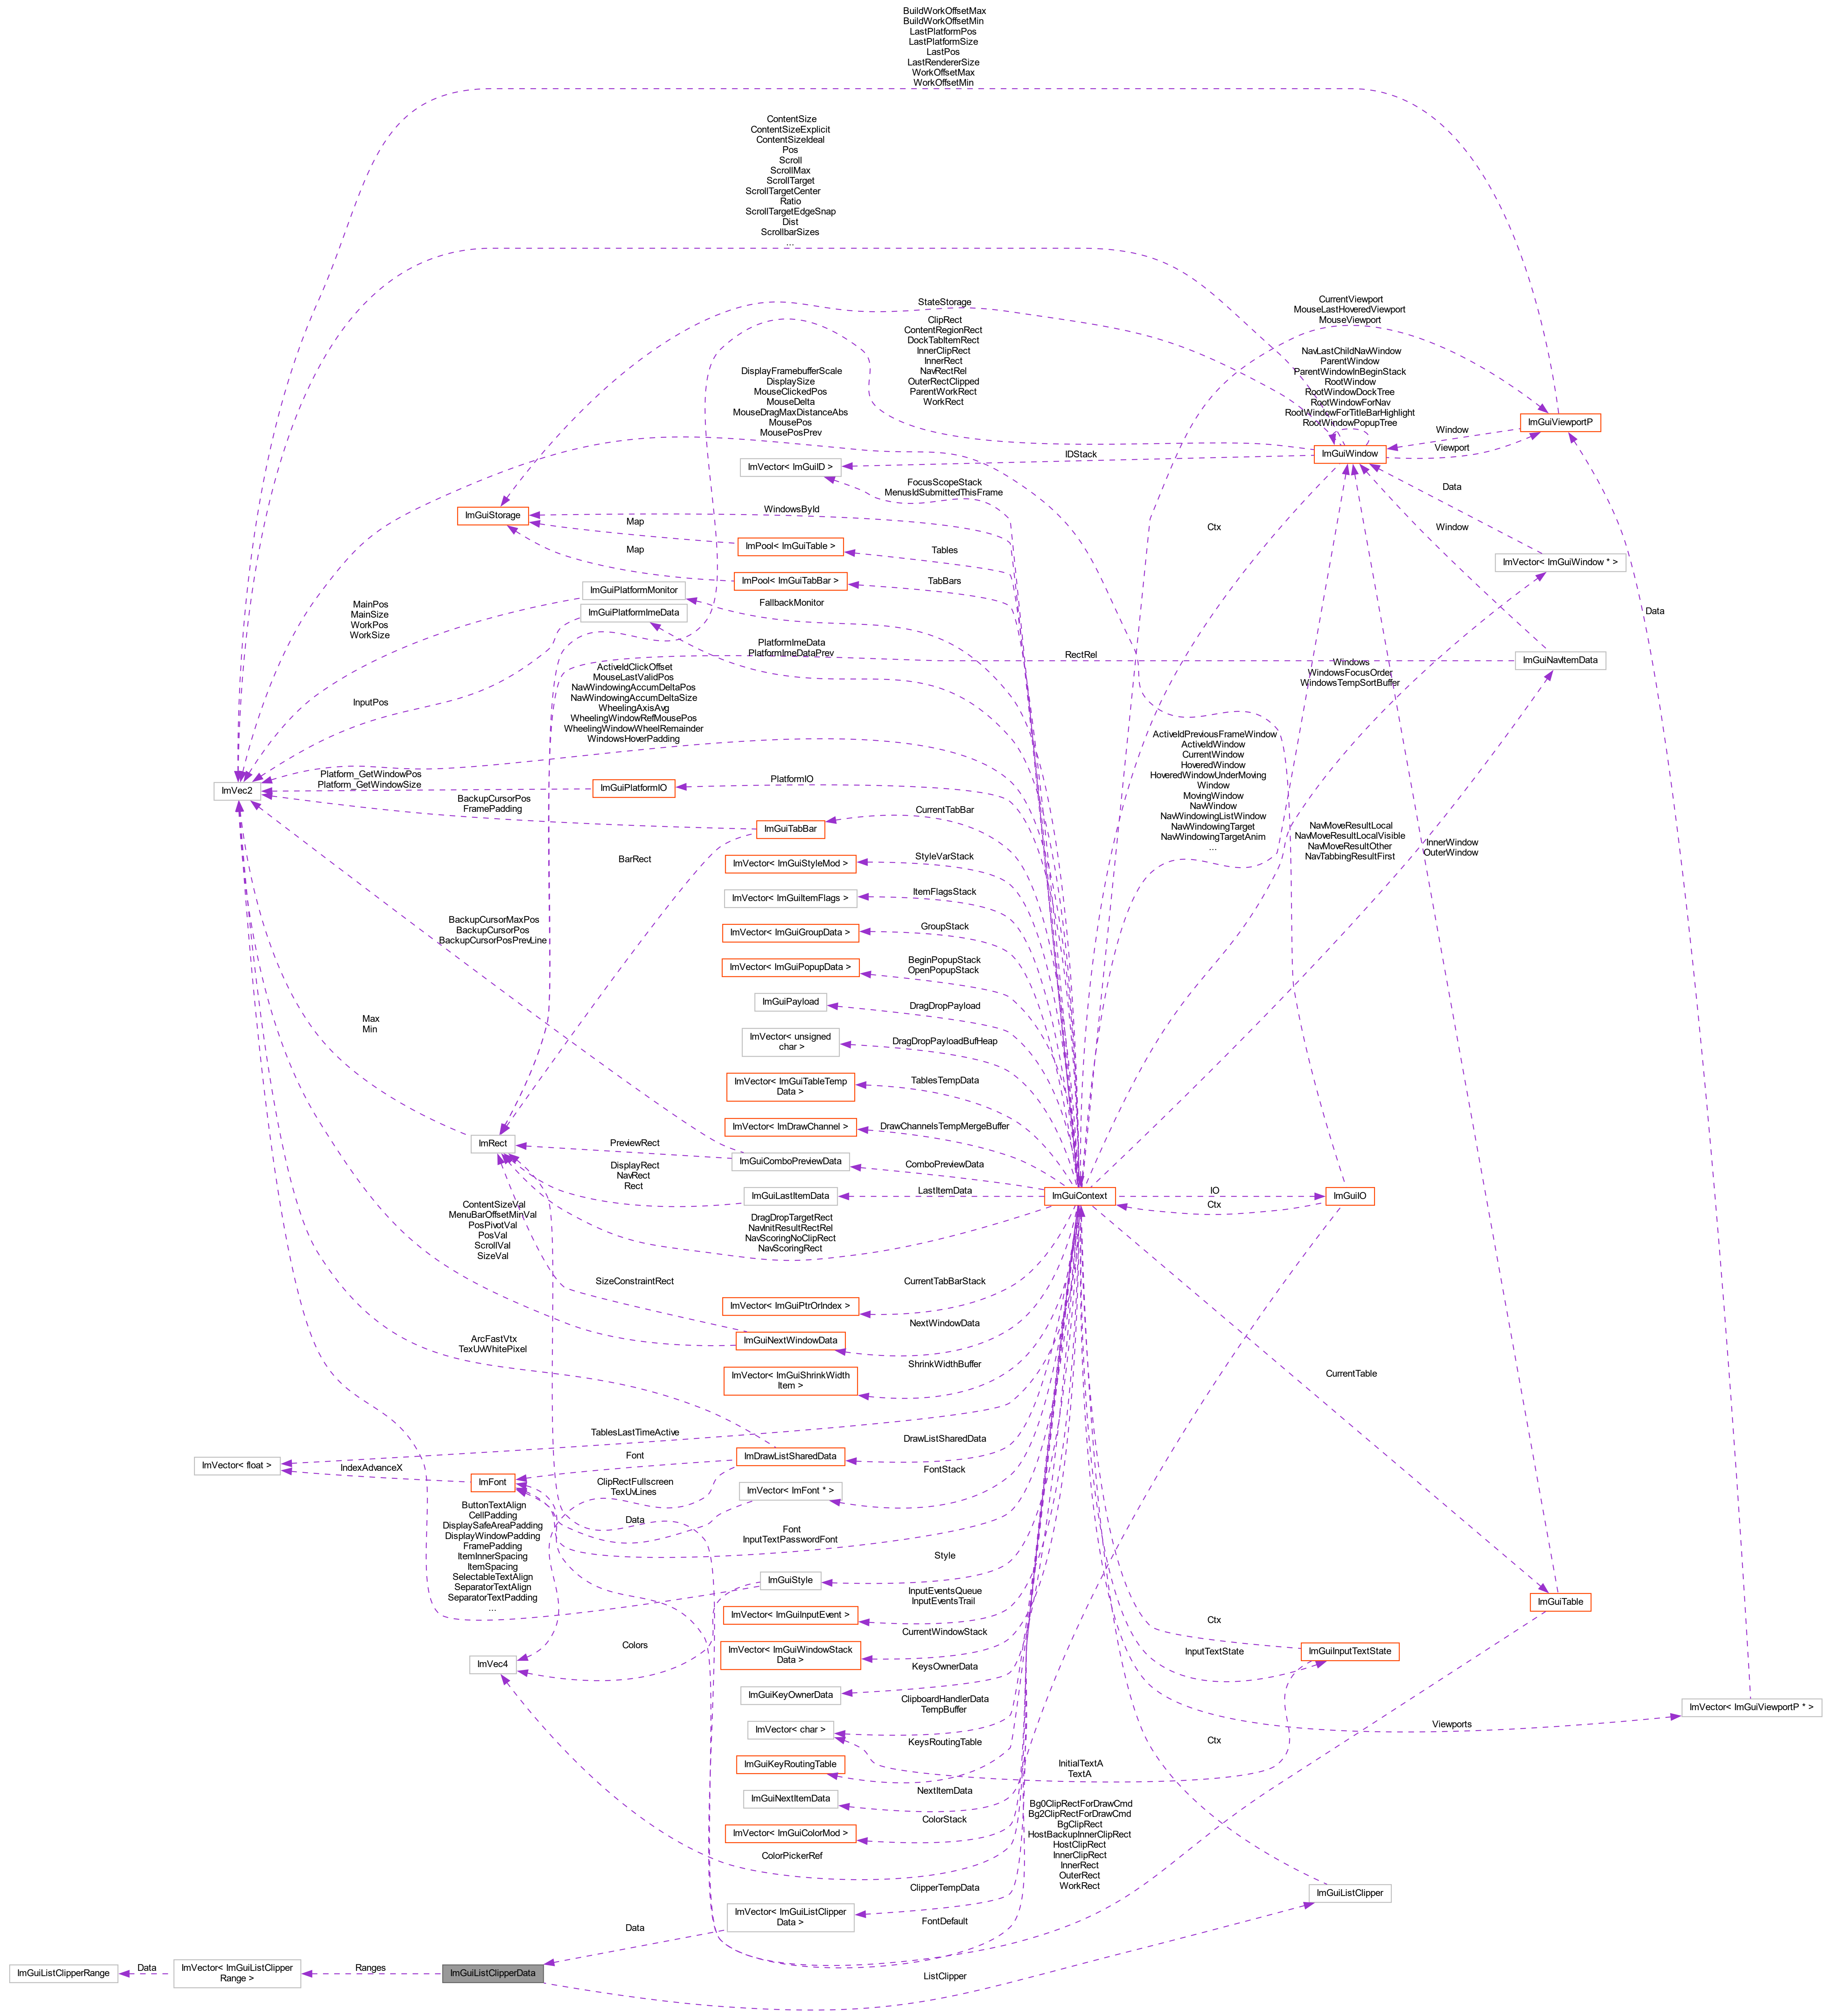 BuildWorkOffsetMax
BuildWorkOffsetMin
LastPlatformPos
LastPlatformSize
LastPos
LastRendererSize
WorkOffsetMax
WorkOffsetMin
ContentSize
ContentSizeExplicit
ContentSizeIdeal
Pos
Scroll
ScrollMax
ScrollTarget
ScrollTargetCenter
Ratio
ScrollTargetEdgeSnap
Dist
ScrollbarSizes
...
StateStorage
CurrentViewport
MouseLastHoveredViewport
MouseViewport
ClipRect
ContentRegionRect
DockTabItemRect
InnerClipRect
InnerRect
NavRectRel
OuterRectClipped
ParentWorkRect
WorkRect
NavLastChildNavWindow
ParentWindow
ParentWindowInBeginStack
RootWindow
RootWindowDockTree
RootWindowForNav
RootWindowForTitleBarHighlight
RootWindowPopupTree
DisplayFramebufferScale
DisplaySize
MouseClickedPos
MouseDelta
MouseDragMaxDistanceAbs
MousePos
MousePosPrev
ImGuiViewportP
Window
Viewport
ImGuiWindow
IDStack
ImVector< ImGuiID >
FocusScopeStack
MenusIdSubmittedThisFrame
Data
ImGuiStorage
WindowsById
Map
ImPool< ImGuiTable >
Tables
Ctx
Window
Map
ImPool< ImGuiTabBar >
TabBars
ImVector< ImGuiWindow * >
ImGuiPlatformMonitor
FallbackMonitor
ImGuiPlatformImeData
Data
MainPos
MainSize
WorkPos
WorkSize
PlatformImeData
PlatformImeDataPrev
RectRel
ImGuiNavItemData
Windows
WindowsFocusOrder
WindowsTempSortBuffer
ActiveIdClickOffset
MouseLastValidPos
NavWindowingAccumDeltaPos
NavWindowingAccumDeltaSize
WheelingAxisAvg
WheelingWindowRefMousePos
WheelingWindowWheelRemainder
WindowsHoverPadding
InputPos
ActiveIdPreviousFrameWindow
ActiveIdWindow
CurrentWindow
HoveredWindow
HoveredWindowUnderMoving
Window
MovingWindow
NavWindow
NavWindowingListWindow
NavWindowingTarget
NavWindowingTargetAnim
...
ImVec2
Platform_GetWindowPos
Platform_GetWindowSize
ImGuiPlatformIO
PlatformIO
BackupCursorPos
FramePadding
ImGuiTabBar
CurrentTabBar
NavMoveResultLocal
NavMoveResultLocalVisible
NavMoveResultOther
NavTabbingResultFirst
InnerWindow
OuterWindow
BarRect
ImVector< ImGuiStyleMod >
StyleVarStack
ImVector< ImGuiItemFlags >
ItemFlagsStack
BackupCursorMaxPos
BackupCursorPos
BackupCursorPosPrevLine
ImVector< ImGuiGroupData >
GroupStack
ImVector< ImGuiPopupData >
BeginPopupStack
OpenPopupStack
ImGuiPayload
DragDropPayload
Max
Min
ImVector< unsigned
char >
DragDropPayloadBufHeap
ImVector< ImGuiTableTemp
Data >
TablesTempData
ImVector< ImDrawChannel >
DrawChannelsTempMergeBuffer
ImRect
PreviewRect
ImGuiComboPreviewData
ComboPreviewData
DisplayRect
NavRect
Rect
ImGuiLastItemData
LastItemData
ImGuiContext
IO
Ctx
ImGuiIO
ContentSizeVal
MenuBarOffsetMinVal
PosPivotVal
PosVal
ScrollVal
SizeVal
DragDropTargetRect
NavInitResultRectRel
NavScoringNoClipRect
NavScoringRect
SizeConstraintRect
CurrentTabBarStack
ImVector< ImGuiPtrOrIndex >
NextWindowData
ImGuiNextWindowData
ArcFastVtx
TexUvWhitePixel
ShrinkWidthBuffer
ImVector< ImGuiShrinkWidth
Item >
CurrentTable
TablesLastTimeActive
DrawListSharedData
ImVector< float >
IndexAdvanceX
Font
ImDrawListSharedData
ImFont
ClipRectFullscreen
TexUvLines
FontStack
ImVector< ImFont * >
ButtonTextAlign
CellPadding
DisplaySafeAreaPadding
DisplayWindowPadding
FramePadding
ItemInnerSpacing
ItemSpacing
SelectableTextAlign
SeparatorTextAlign
SeparatorTextPadding
...
Data
Font
InputTextPasswordFont
Style
ImGuiStyle
InputEventsQueue
InputEventsTrail
ImVector< ImGuiInputEvent >
ImGuiTable
Ctx
Colors
CurrentWindowStack
ImVector< ImGuiWindowStack
Data >
InputTextState
ImGuiInputTextState
ImVec4
KeysOwnerData
ImGuiKeyOwnerData
ClipboardHandlerData
TempBuffer
ImVector< char >
Viewports
ImVector< ImGuiViewportP * >
KeysRoutingTable
Ctx
ImGuiKeyRoutingTable
InitialTextA
TextA
NextItemData
ImGuiNextItemData
ColorStack
ImVector< ImGuiColorMod >
Bg0ClipRectForDrawCmd
Bg2ClipRectForDrawCmd
BgClipRect
HostBackupInnerClipRect
HostClipRect
InnerClipRect
InnerRect
OuterRect
WorkRect
ColorPickerRef
ClipperTempData
ImGuiListClipper
ImVector< ImGuiListClipper
Data >
FontDefault
Data
ImGuiListClipperRange
Data
ImVector< ImGuiListClipper
Range >
Ranges
ImGuiListClipperData
ListClipper